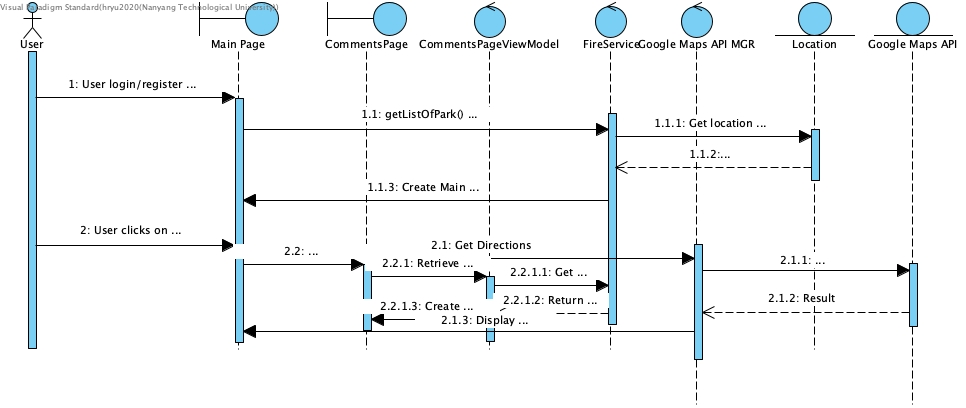 Visual Paradigm Standard(hryu2020(Nanyang Technological University))
User
Main Page
CommentsPage
CommentsPageViewModel
FireService
Google Maps API MGR
Location
Google Maps API
1: User login/register ...
1.1: getListOfPark() ...
1.1.1: Get location ...
1.1.2:...
1.1.3: Create Main ...
2: User clicks on ...
2.1: Get Directions
2.2: ...
2.2.1: Retrieve ...
2.1.1: ...
2.2.1.1: Get ...
2.2.1.2: Return ...
2.1.2: Result
2.2.1.3: Create ...
2.1.3: Display ...